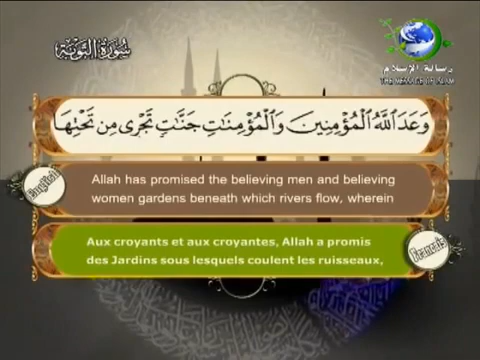 سُورَةُ التَّوْبَةِ
رسالة الإسلام
THE MESSAGE OF ISLAM
وَعَدَ اللَّهُ الْمُؤْمِنِينَ وَالْمُؤْمِنَاتِ جَنَّاتٍ تَجْرِي مِن تَحْتِهَا
English
Allah has promised the believing men and believing
women gardens beneath which rivers flow, wherein
Aux croyants et aux croyantes, Allah a promis
des Jardins sous lesquels coulent les ruisseaux,
Francais